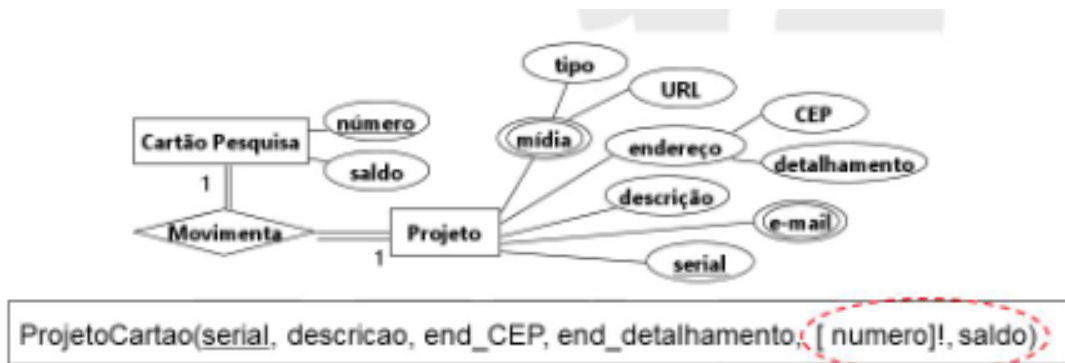 tipo
URL
CEP
número
Cartão Pesquisa
mídia
endereço
detalhamento
saldo
1
descrição
e-mail
Movimenta
Projeto
1
serial
ProjetoCartao(serial, descricao, end_CEP, end_detalhamento, [ numero]!, saldo)